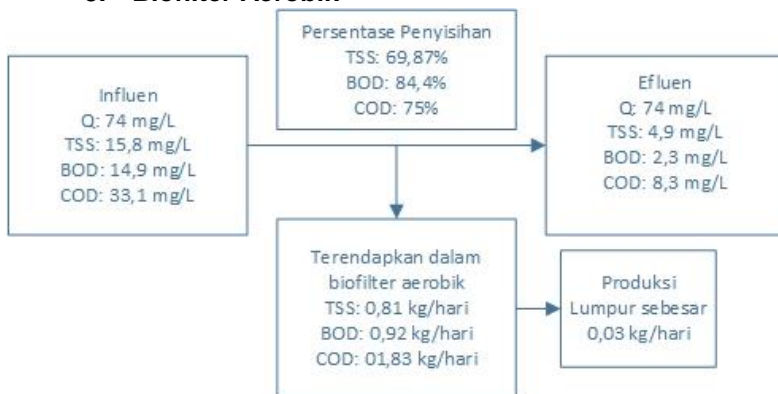 Biofilter Aerobik
Persentase Penyisihan
TSS: 69,87%
BOD: 84,4%
COD: 75%
Influen
Q: 74 mg/L
TSS: 15,8 mg/L
BOD: 14,9 mg/L
COD: 33,1 mg/L
Efluen
Q: 74 mg/L
TSS: 4,9 mg/L
BOD: 2,3 mg/L
COD: 8,3 mg/L
Terendapkan dalam
biofilter aerobik
TSS: 0,81 kg/hari
BOD: 0,92 kg/hari
COD: 01,83 kg/hari
Produksi
Lumpur sebesar
0,03 kg/hari